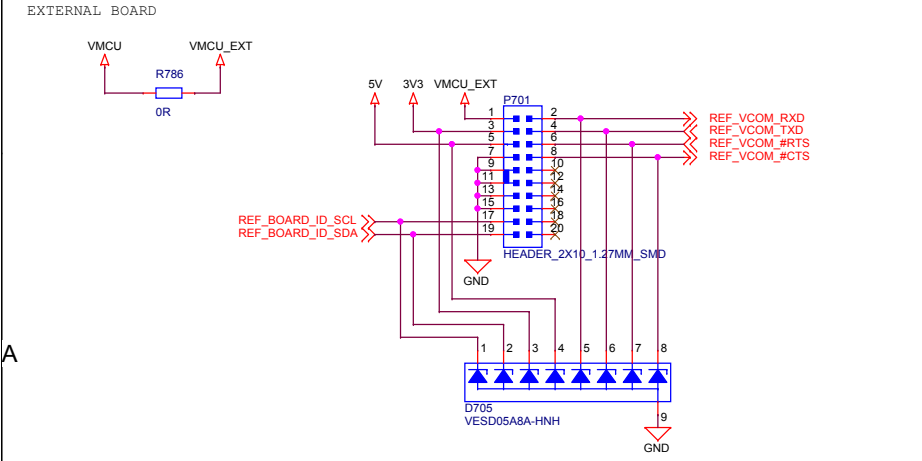 EXTERNAL BOARD
VMCU
VMCU_EXT
R786
0R
5V
3V3
VMCU_EXT
P701
1
2
REF_VCOM_RXD
3
4
REF_VCOM_TXD
5
6
REF_VCOM_#RTS
7
8
REF_VCOM_#CTS
9
10
11
12
13
14
15
16
REF_BOARD_ID_SCL
17
18
REF_BOARD_ID_SDA
19
20
HEADER_2X10_1.27MM_SMD
GND
A
1
2
3
4
5
6
7
8
D705
VESD05A8A-HNH
9
GND